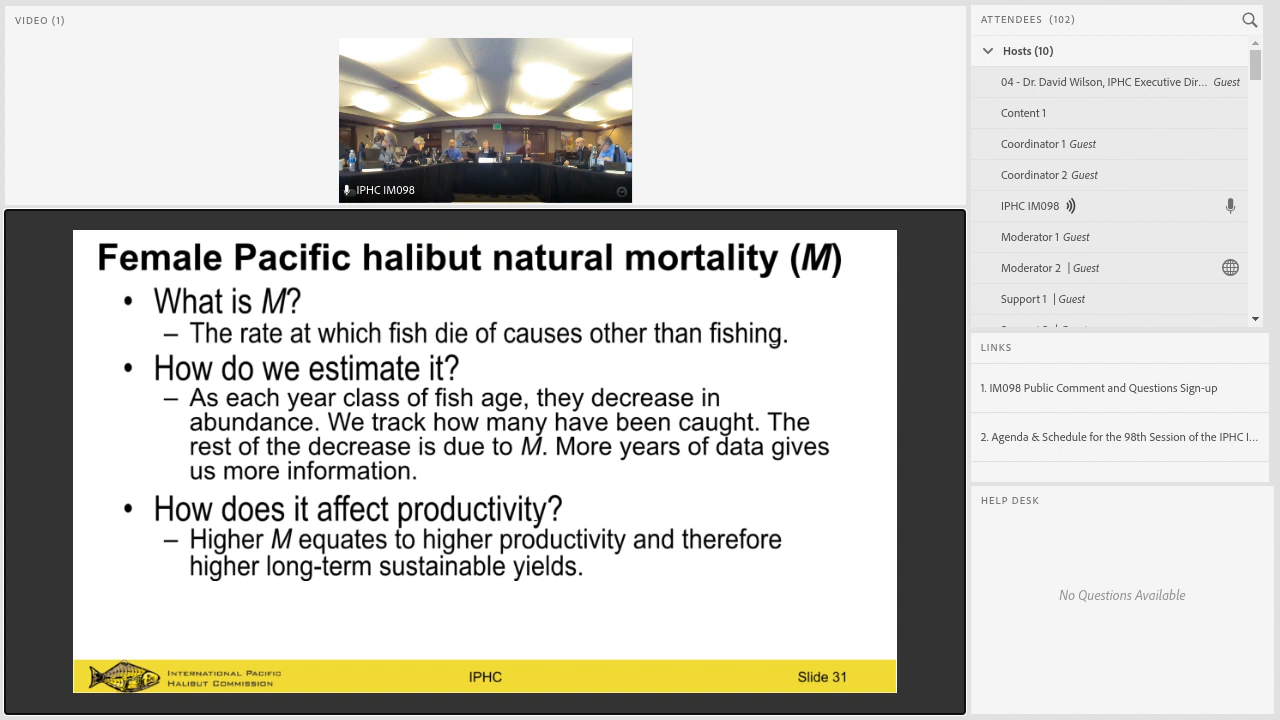 VIDEO (1)
IPHC IM098
Female Pacific halibut natural mortality (M)
• What is M?
– The rate at which fish die of causes other than fishing.
• How do we estimate it?
– As each year class of fish age, they decrease in
abundance. We track how many have been caught. The
rest of the decrease is due to M. More years of data gives
us more information.
• How does it affect productivity?
– Higher M equates to higher productivity and therefore
higher long-term sustainable yields.
INTERNATIONAL PACIFIC
HALIBUT COMMISSION
IPHC
Slide 31
ATTENDEES (102)
Hosts (10)
04 - Dr. David Wilson, IPHC Executive Dir... Guest
Content 1
Coordinator 1 Guest
Coordinator 2 Guest
IPHC IM098
Moderator 1 Guest
Moderator 2 | Guest
Support 1 | Guest
LINKS
1. IM098 Public Comment and Questions Sign-up
2. Agenda & Schedule for the 98th Session of the IPHC I...
HELP DESK
No Questions Available